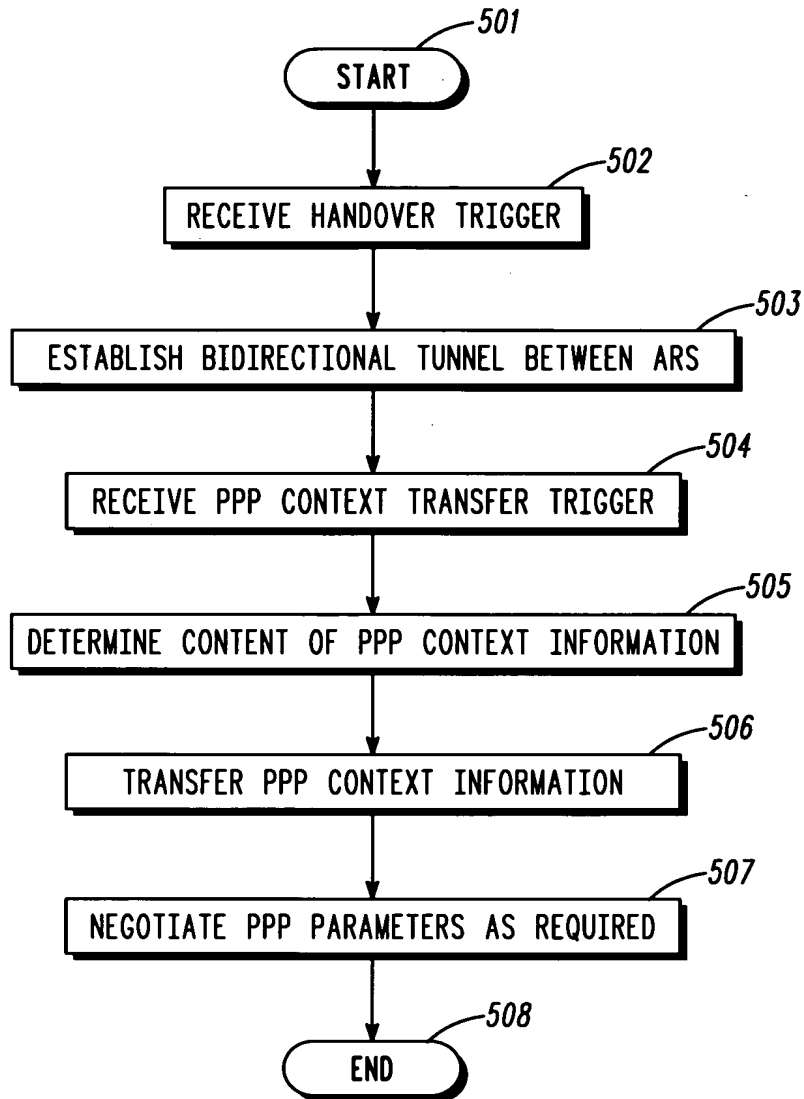 501
START
502
RECEIVE HANDOVER TRIGGER
503
ESTABLISH BIDIRECTIONAL TUNNEL BETWEEN ARS
504
RECEIVE PPP CONTEXT TRANSFER TRIGGER
505
DETERMINE CONTENT OF PPP CONTEXT INFORMATION
506
TRANSFER PPP CONTEXT INFORMATION
507
NEGOTIATE PPP PARAMETERS AS REQUIRED
508
END